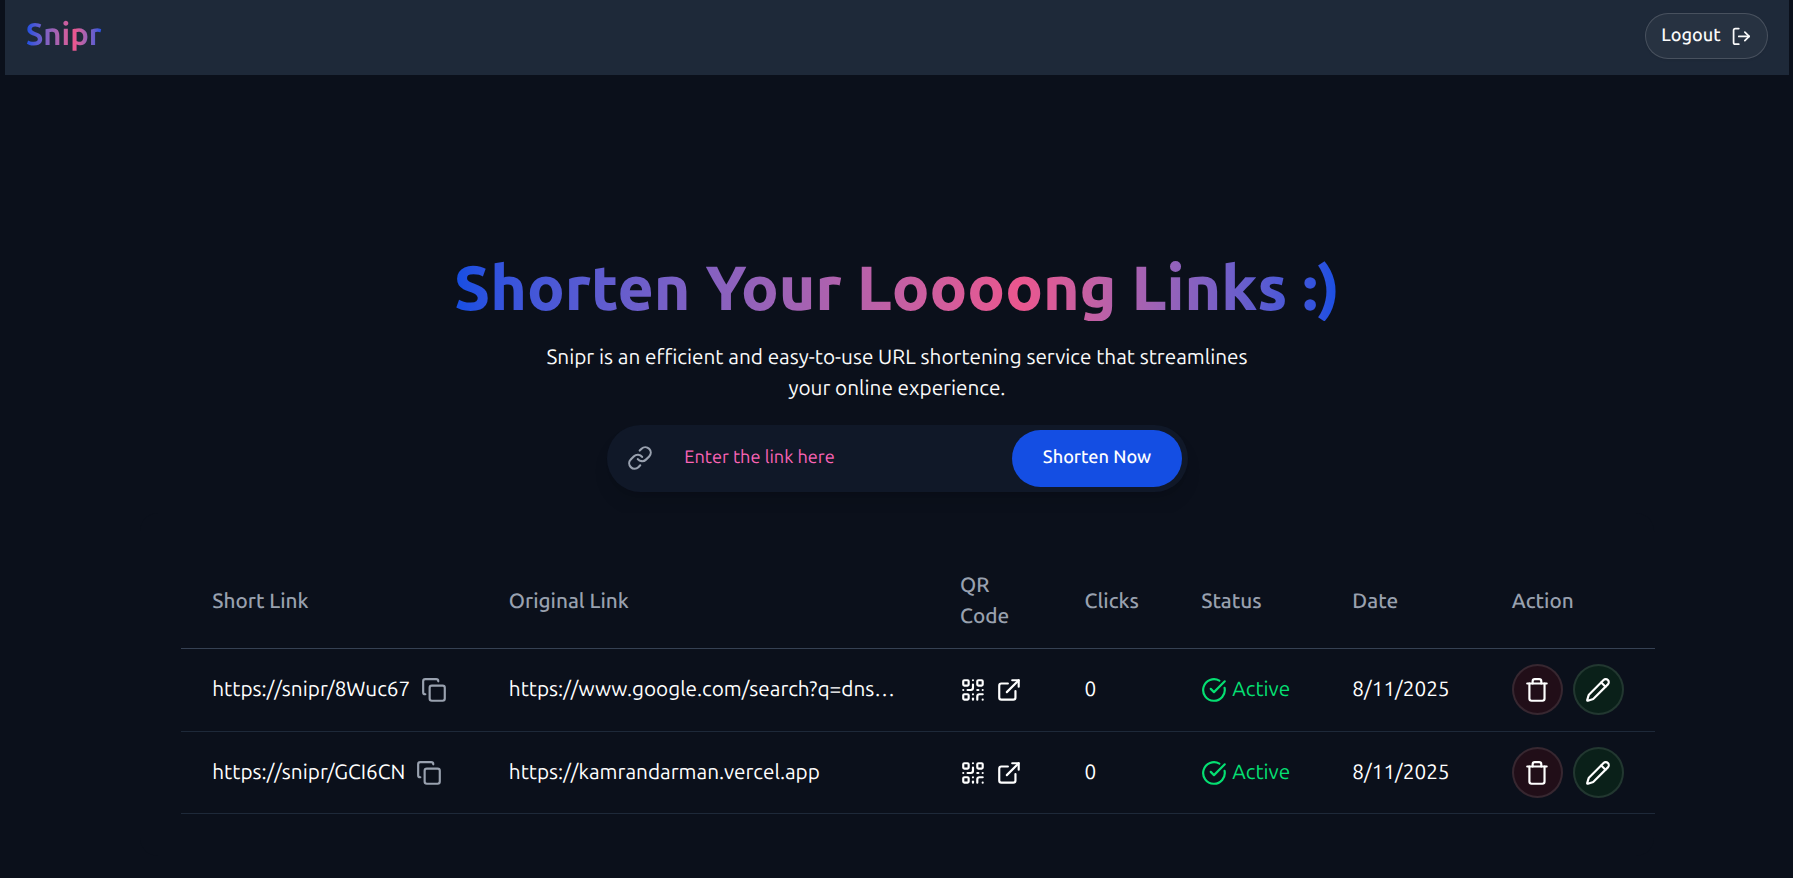 Snipr
Logout
Shorten Your Loooong Links :)
Snipr is an efficient and easy-to-use URL shortening service that streamlines
your online experience.
Enter the link here
Shorten Now
Short Link Original Link QR Code Clicks Status Date Action
https://snipr/8Wuc67 https://www.google.com/search?q=dns... 0 Active 8/11/2025
https://snipr/GCI6CN https://kamrandarman.vercel.app 0 Active 8/11/2025